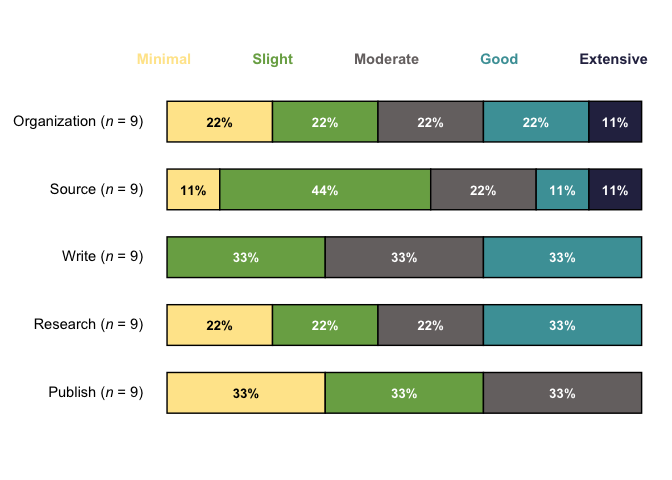 Minimal Slight Moderate Good Extensive
Organization (n = 9) 22% 22% 22% 22% 11%
Source (n = 9) 11% 44% 22% 11% 11%
Write (n = 9) 33% 33% 33%
Research (n = 9) 22% 22% 22% 33%
Publish (n = 9) 33% 33% 33%